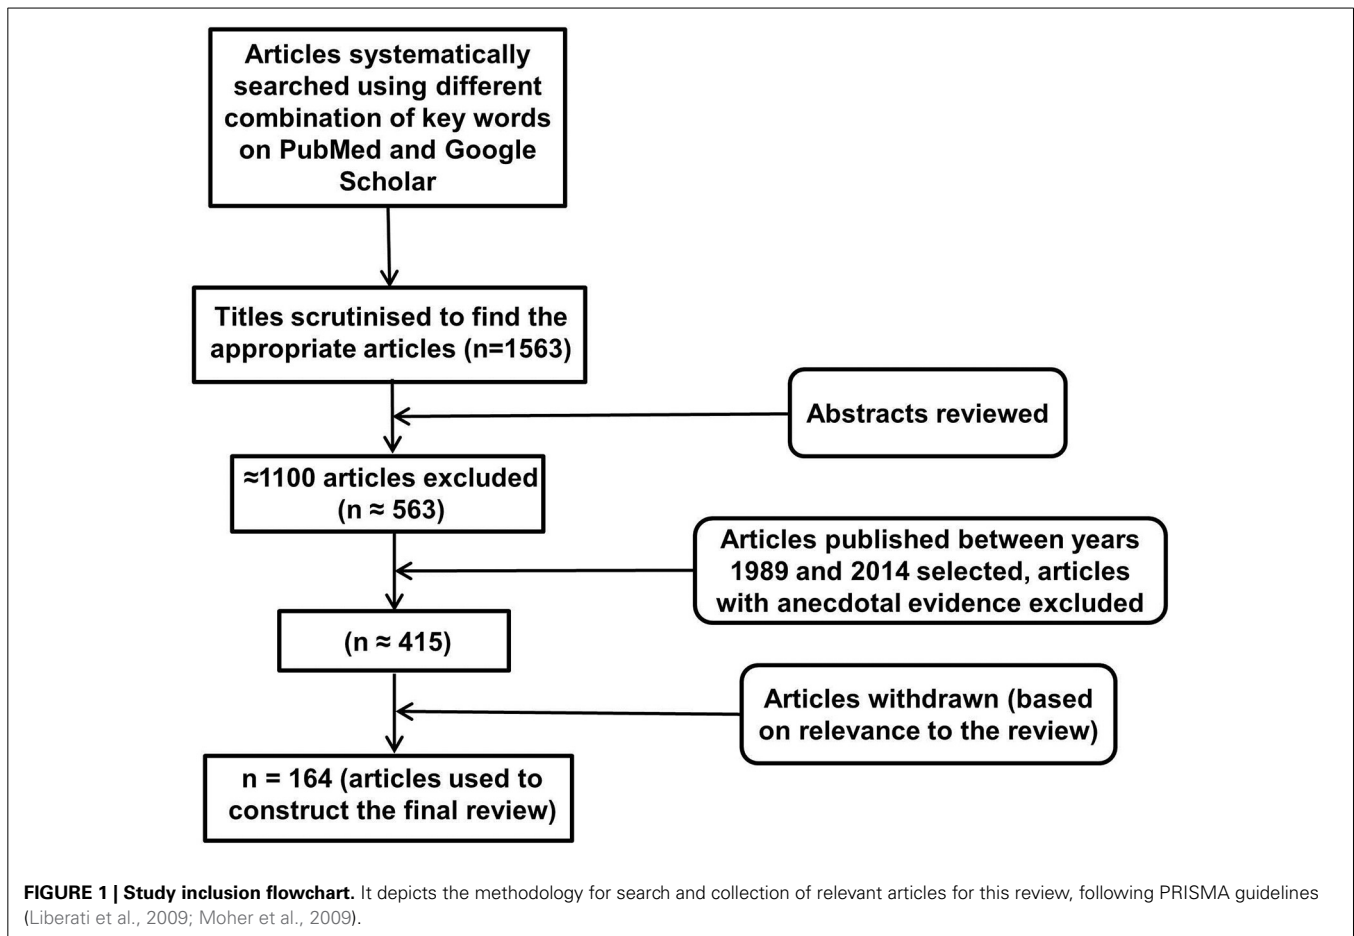 Articles systematically
searched using different
combination of key words
on PubMed and Google
Scholar
Titles scrutinised to find the
appropriate articles (n=1563)
Abstracts reviewed
≈1100 articles excluded
(n ≈ 563)
Articles published between years
1989 and 2014 selected, articles
with anecdotal evidence excluded
(n ≈ 415)
Articles withdrawn (based
on relevance to the review)
n = 164 (articles used to
construct the final review)
FIGURE 1 | Study inclusion flowchart. It depicts the methodology for search and collection of relevant articles for this review, following PRISMA guidelines
(Liberati et al., 2009; Moher et al., 2009).